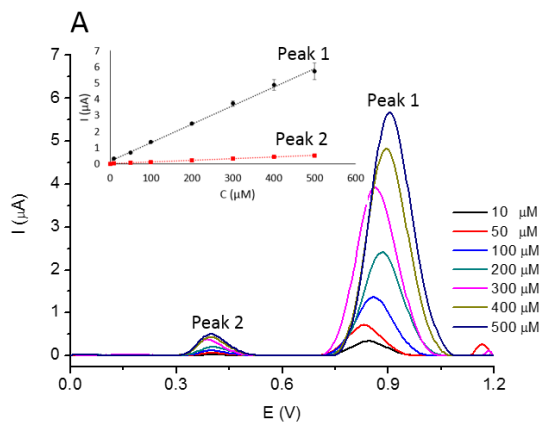 A
Peak 1
7
6
5
4
3
2
1
0
I (µA)
Peak 2
0 100 200 300 400 500 600
C (µM)
7
6
5
4
3
2
1
0
I (µA)
Peak 1
Peak 2
10 µM
50 µM
100 µM
200 µM
300 µM
400 µM
500 µM
0.0 0.3 0.6 0.9 1.2
E (V)